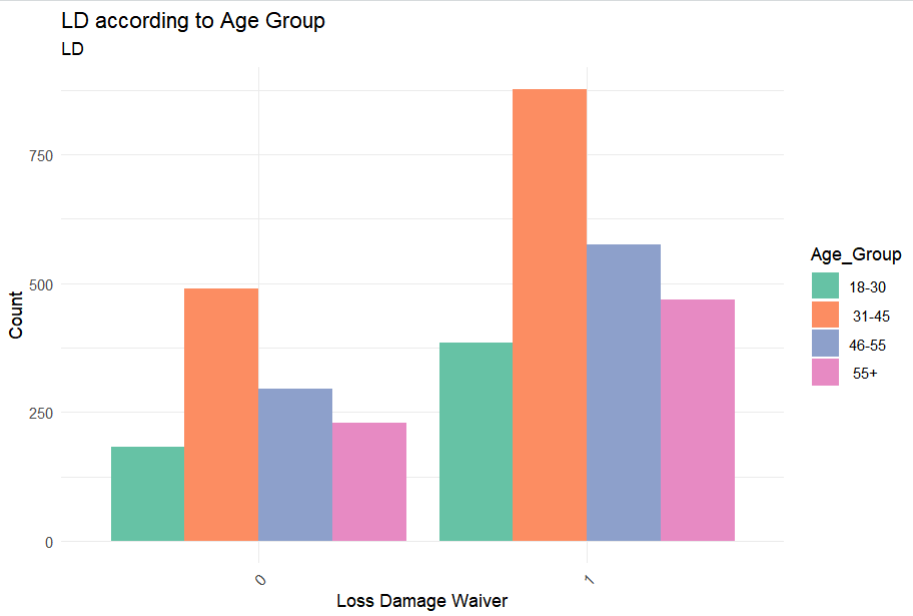 LD according to Age Group
LD
Count
750
500
250
0
0
1
Loss Damage Waiver
Age_Group
18-30
31-45
46-55
55+